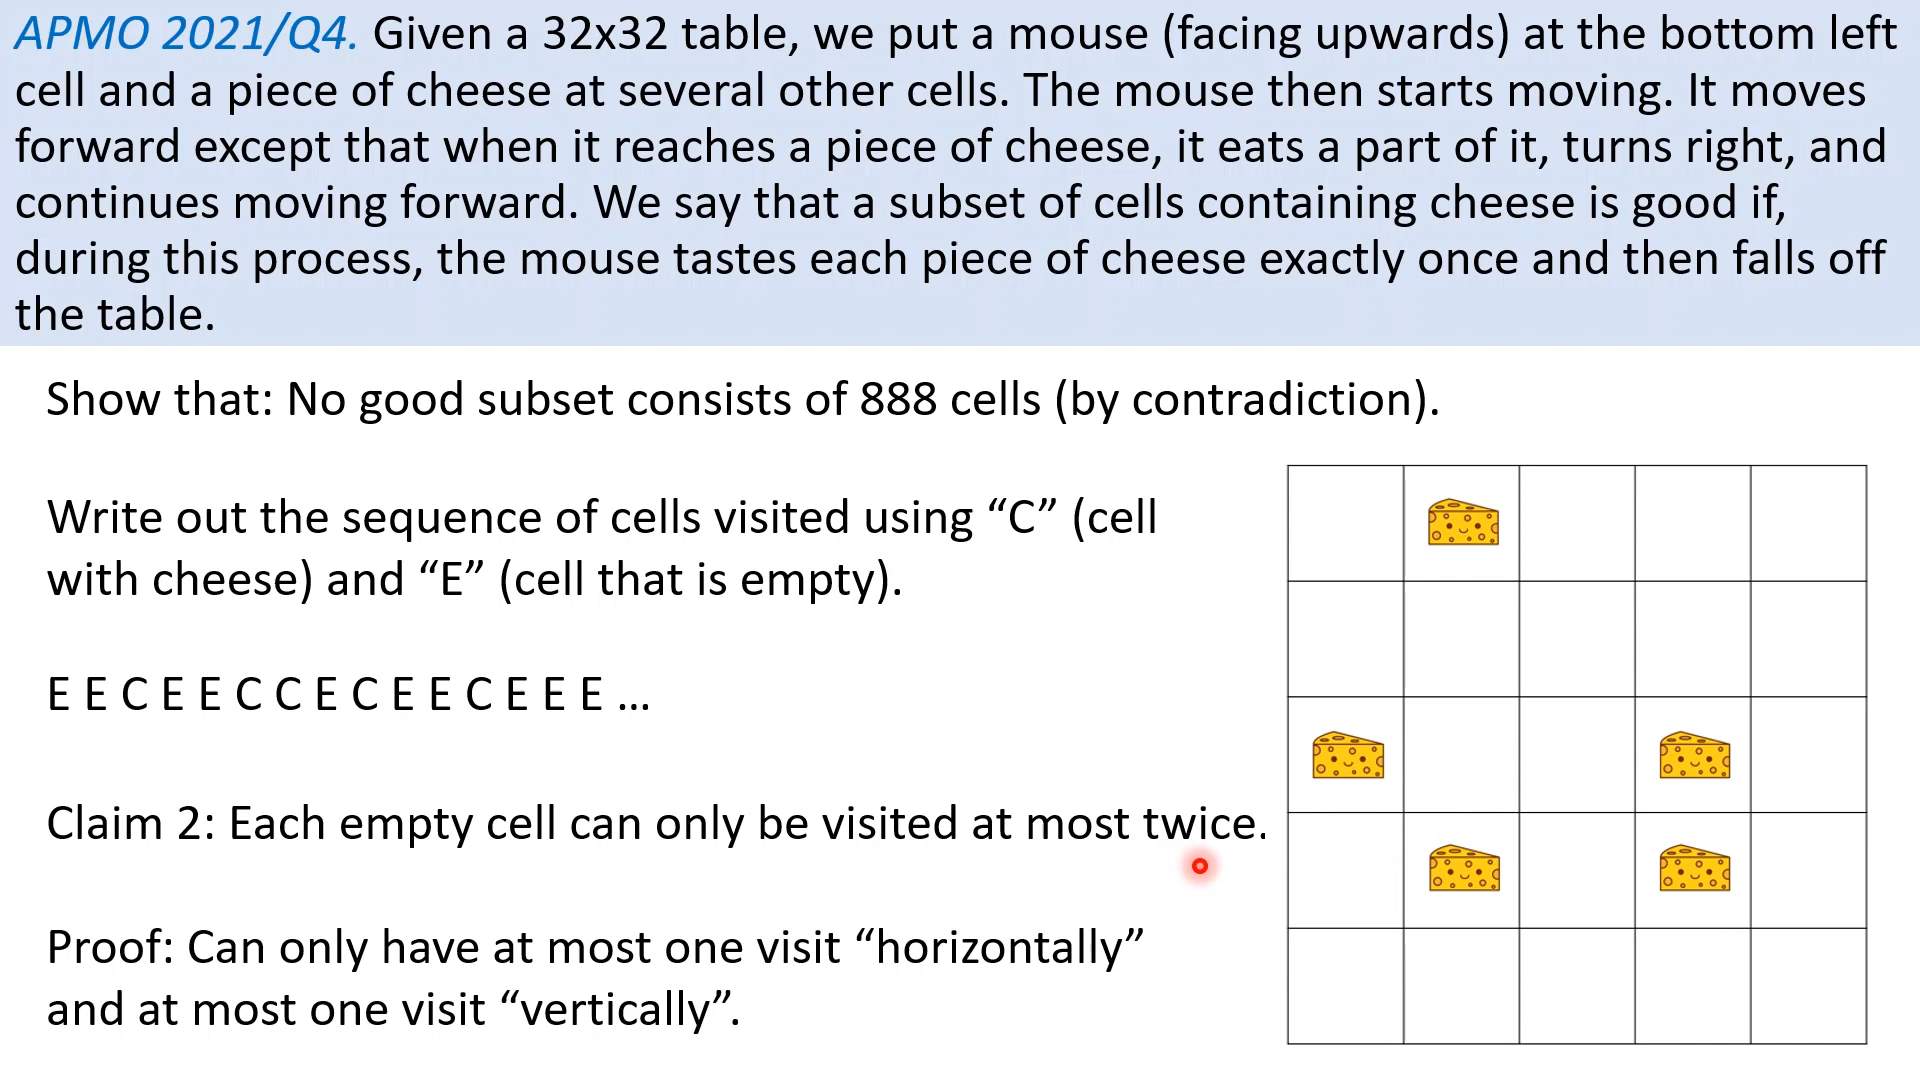 APMO 2021/Q4. Given a 32x32 table, we put a mouse (facing upwards) at the bottom left
cell and a piece of cheese at several other cells. The mouse then starts moving. It moves
forward except that when it reaches a piece of cheese, it eats a part of it, turns right, and
continues moving forward. We say that a subset of cells containing cheese is good if,
during this process, the mouse tastes each piece of cheese exactly once and then falls off
the table.
Show that: No good subset consists of 888 cells (by contradiction).
Write out the sequence of cells visited using “C” (cell
with cheese) and “E” (cell that is empty).
E E C E E C C E C E E C E E E ...
Claim 2: Each empty cell can only be visited at most twice.
Proof: Can only have at most one visit “horizontally”
and at most one visit “vertically”.